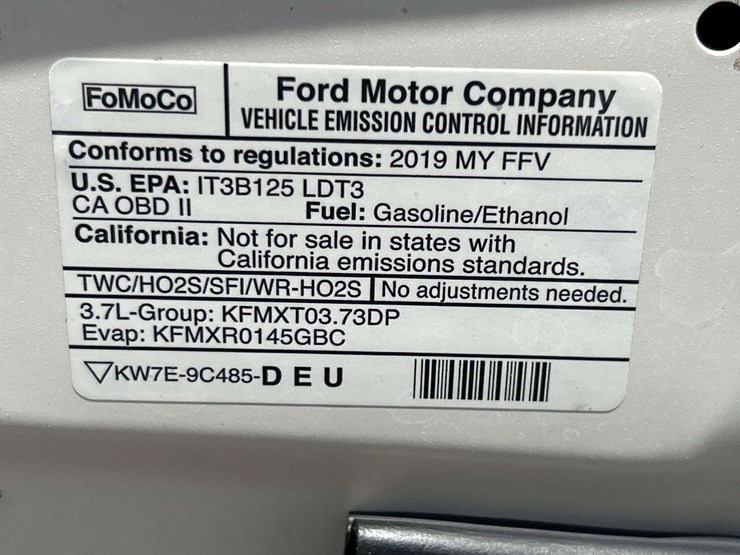 FoMoCo
Ford Motor Company
VEHICLE EMISSION CONTROL INFORMATION
Conforms to regulations: 2019 MY FFV
U.S. EPA: IT3B125 LDT3
CA OBD II Fuel: Gasoline/Ethanol
California: Not for sale in states with
California emissions standards.
TWC/HO2S/SFI/WR-HO2S No adjustments needed.
3.7L-Group: KFMXT03.73DP
Evap: KFMXR0145GBC
▽KW7E-9C485-D E U